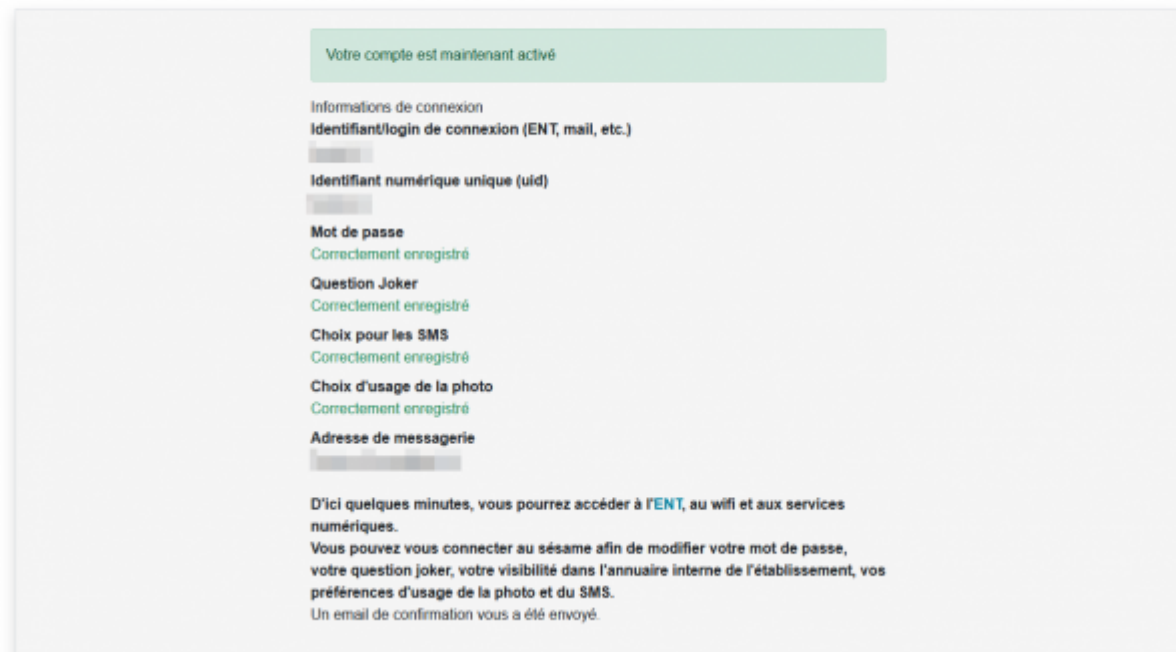 Votre compte est maintenant activé
Informations de connexion
Identifiant/login de connexion (ENT, mail, etc.)
Identifiant numérique unique (uid)
Mot de passe
Correctement enregistré
Question Joker
Correctement enregistré
Choix pour les SMS
Correctement enregistré
Choix d'usage de la photo
Correctement enregistré
Adresse de messagerie
D'ici quelques minutes, vous pourrez accéder à l'ENT, au wifi et aux services
numériques.
Vous pouvez vous connecter au sésame afin de modifier votre mot de passe,
votre question joker, votre visibilité dans l'annuaire interne de l'établissement, vos
préférences d'usage de la photo et du SMS.
Un email de confirmation vous a été envoyé.